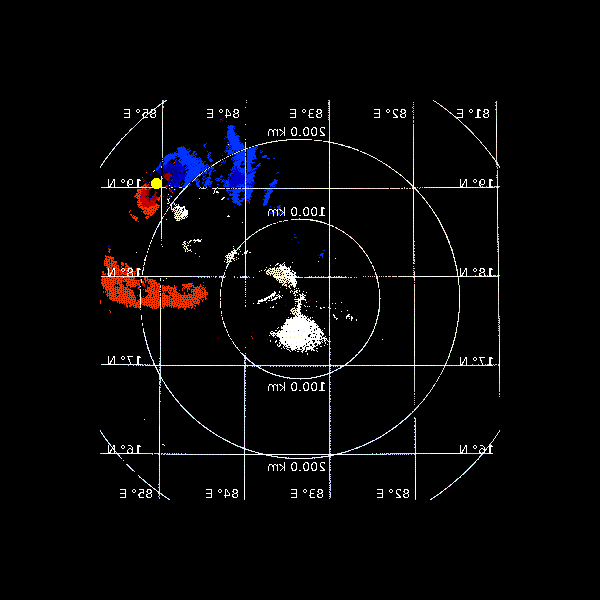 81° E 82° E 83° E 84° E 85° E
200.0 km
19° N 19° N
100.0 km
18° N 18° N
17° N 17° N
100.0 km
16° N 16° N
200.0 km
82° E 83° E 84° E 85° E